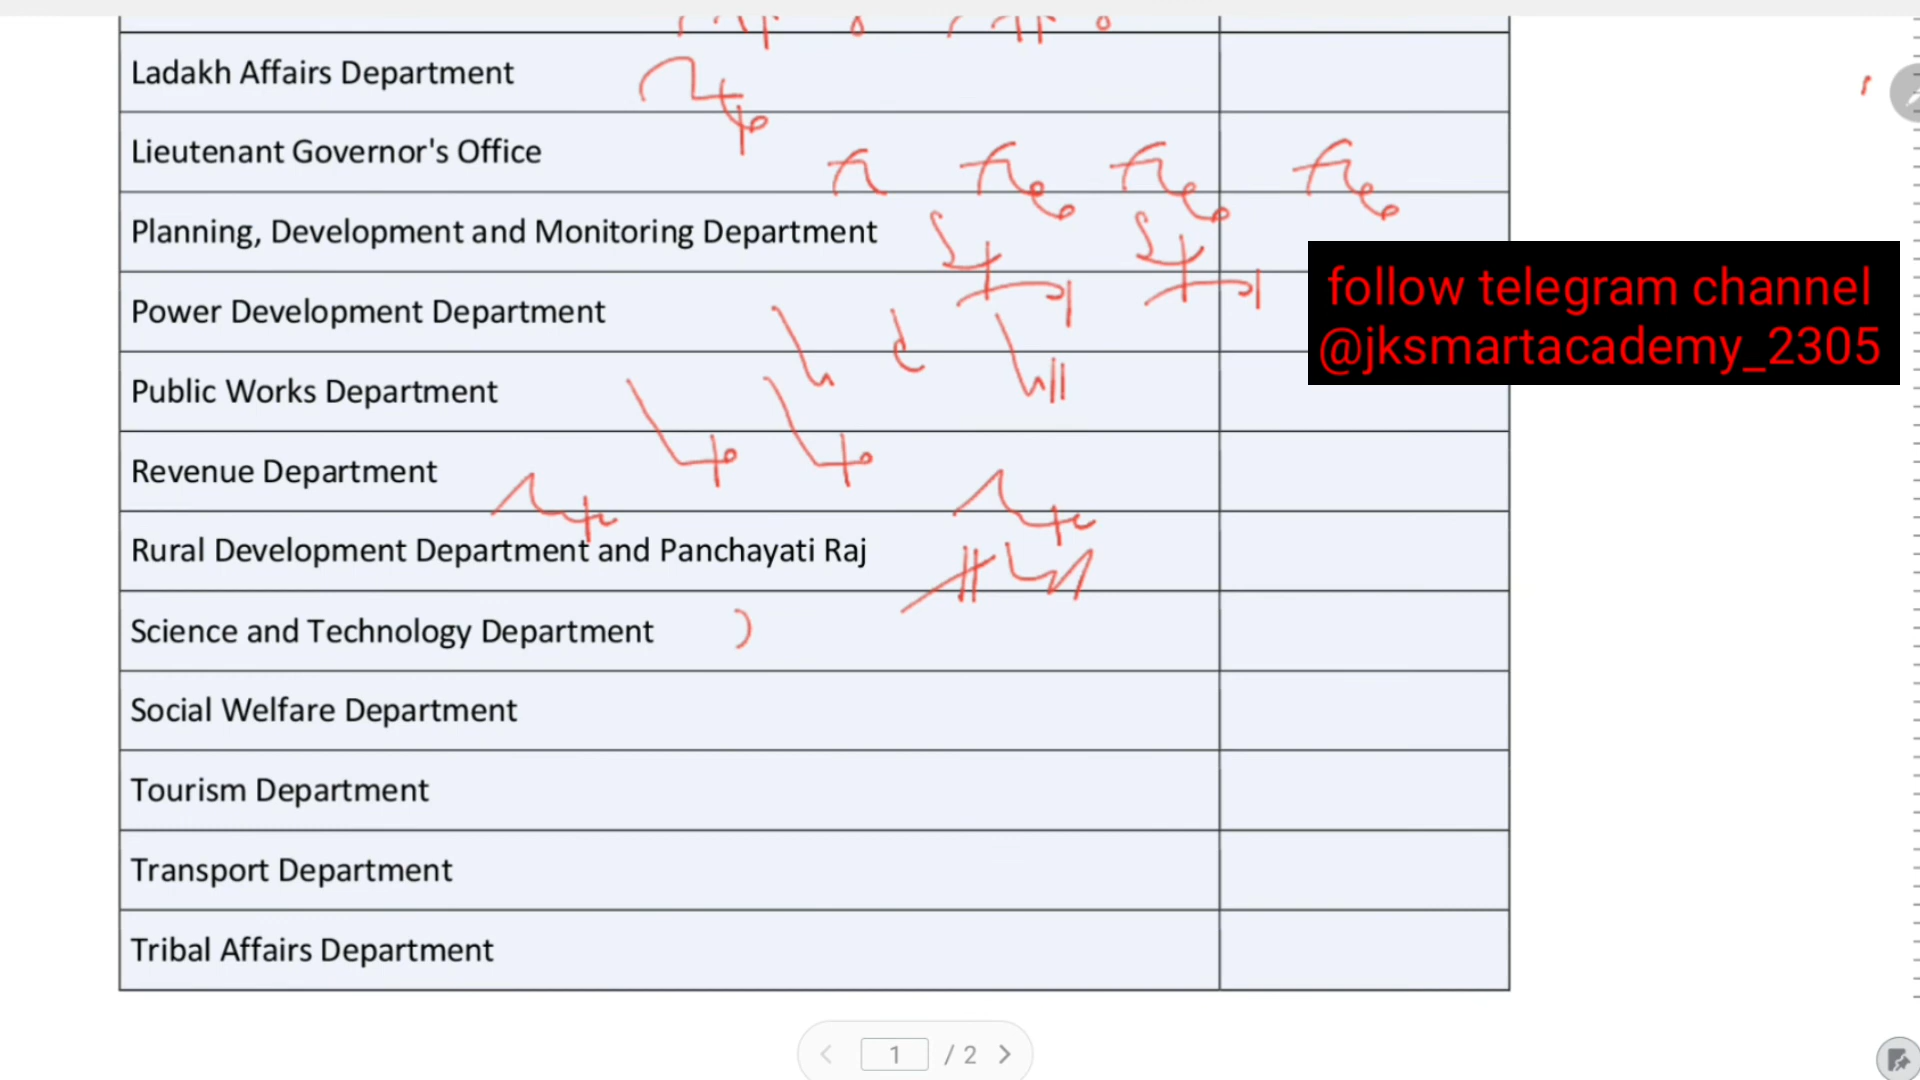 Ladakh Affairs Department
Lieutenant Governor's Office
Planning, Development and Monitoring Department
follow telegram channel
@jksmartacademy_2305
Power Development Department
Public Works Department
Revenue Department
Rural Development Department and Panchayati Raj
Science and Technology Department
Social Welfare Department
Tourism Department
Transport Department
Tribal Affairs Department
1 / 2